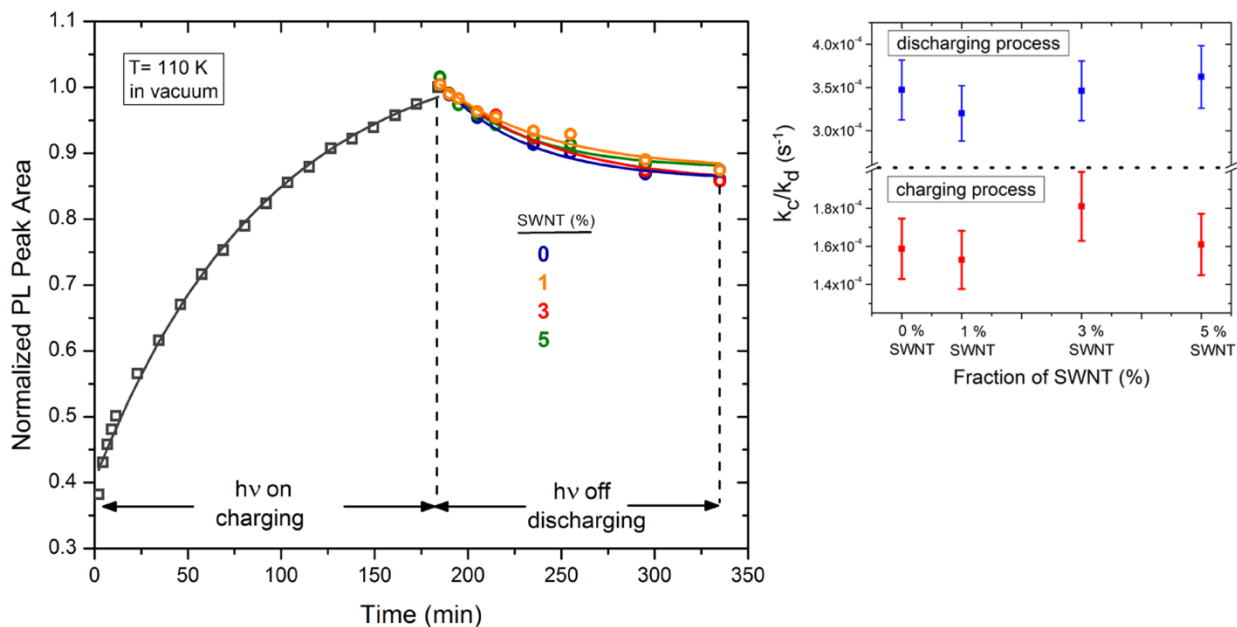 1.1
1.0
0.9
0.8
0.7
0.6
0.5
0.4
0.3
Normalized PL Peak Area
T= 110 K
in vacuum
SWNT (%)
0
1
3
5
hν on
charging
hν off
discharging
0 50 100 150 200 250 300 350
Time (min)
4.0x10⁻⁴
3.5x10⁻⁴
3.0x10⁻⁴
1.8x10⁻⁴
1.6x10⁻⁴
1.4x10⁻⁴
k_c/k_d (s⁻¹)
discharging process
charging process
0 % 1 % 3 % 5 %
SWNT SWNT SWNT SWNT
Fraction of SWNT (%)